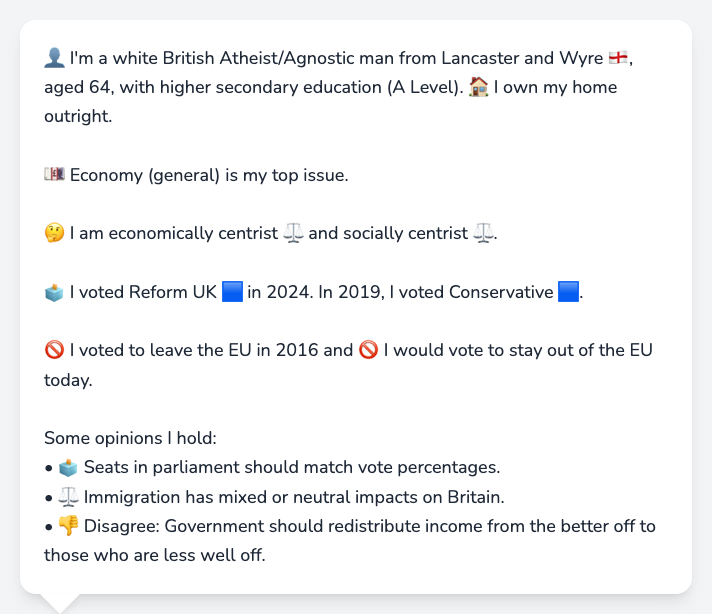 👤 I'm a white British Atheist/Agnostic man from Lancaster and Wyre 🏴󠁧󠁢󠁥󠁮󠁧󠁿,
aged 64, with higher secondary education (A Level). 🏠 I own my home
outright.
💷 Economy (general) is my top issue.
🤔 I am economically centrist ⚖️ and socially centrist ⚖️.
🗳️ I voted Reform UK 🟦 in 2024. In 2019, I voted Conservative 🟦.
🚫 I voted to leave the EU in 2016 and 🚫 I would vote to stay out of the EU
today.
Some opinions I hold:
• 🗳️ Seats in parliament should match vote percentages.
• ⚖️ Immigration has mixed or neutral impacts on Britain.
• 👎 Disagree: Government should redistribute income from the better off to
those who are less well off.